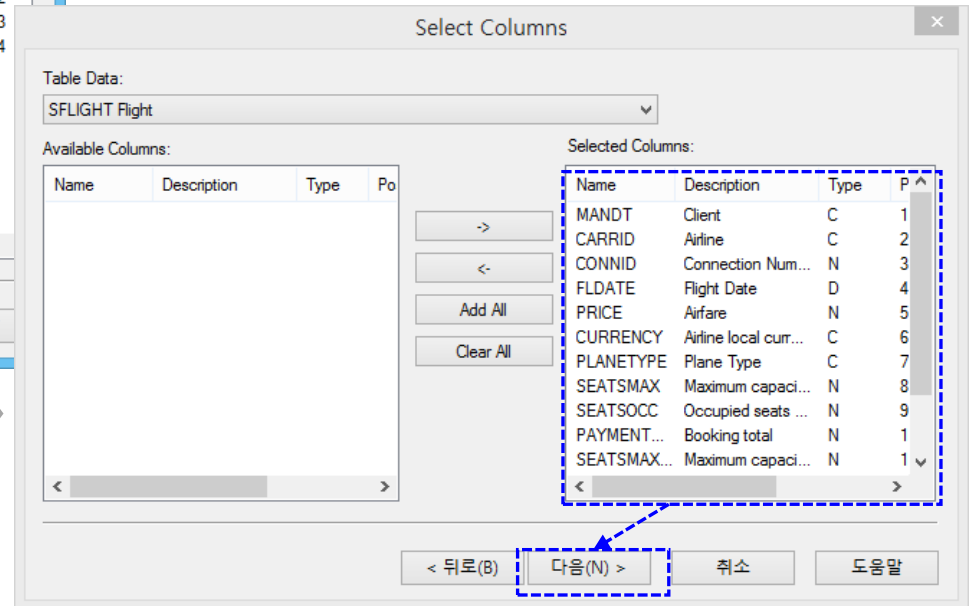 3
4
Select Columns
Table Data:
SFLIGHT Flight
Available Columns:
Name Description Type Po
->
<-
Add All
Clear All
Selected Columns:
Name Description Type P
MANDT Client C 1
CARRID Airline C 2
CONNID Connection Num... N 3
FLDATE Flight Date D 4
PRICE Airfare N 5
CURRENCY Airline local curr... C 6
PLANETYPE Plane Type C 7
SEATSMAX Maximum capaci... N 8
SEATSOCC Occupied seats ... N 9
PAYMENT... Booking total N 1
SEATSMAX... Maximum capaci... N 1
< 뒤로(B) 다음(N) > 취소 도움말